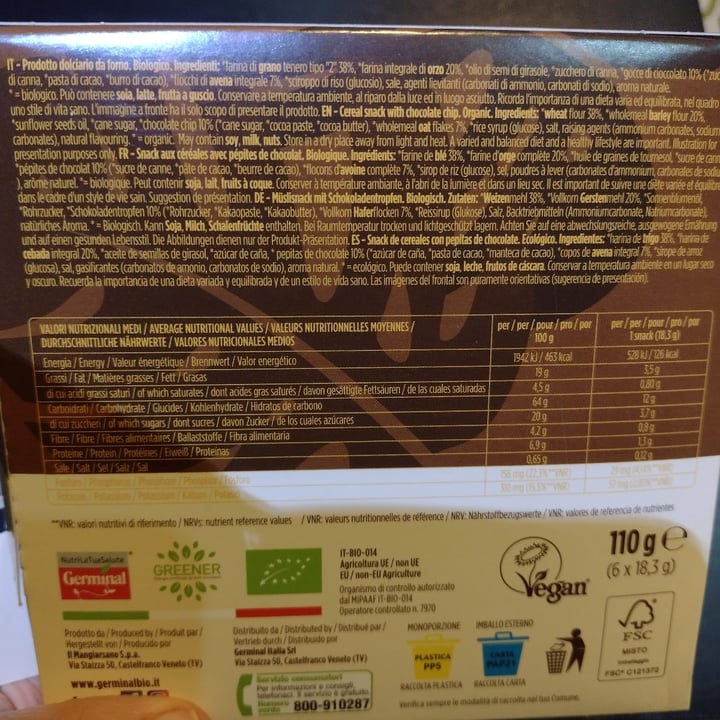 IT - Prodotto dolciario da forno. Biologico. Ingredienti: *farina di grano tenero tipo "2" 38%, *farina integrale di orzo 20%, *olio di semi di girasole, *zucchero di canna, *gocce di cioccolato 10% (*zuc
di canna, *pasta di cacao, *burro di cacao), *fiocchi di avena integrale 7%, *sciroppo di riso (glucosio), sale, agenti lievitanti (carbonati di ammonio, carbonati di sodio), aroma naturale.
*= biologico. Può contenere soia, latte, frutta a guscio. Conservare a temperatura ambiente, al riparo dalla luce ed in luogo asciutto. Ricorda l'importanza di una dieta varia ed equilibrata, nel quadro
uno stile di vita sano. L'immagine a fronte ha il solo scopo di presentare il prodotto. EN - Cereal snack with chocolate chip. Organic. Ingredients: *wheat flour 38%, *wholemeal barley flour 20%,
*sunflower seeds oil, *cane sugar, *chocolate chip 10% (*cane sugar, *cocoa paste, *cocoa butter), *wholemeal oat flakes 7%, *rice syrup (glucose), salt, raising agents (ammonium carbonates, sodium
carbonates), natural flavouring. *= organic. May contain soy, milk, nuts. Store in a dry place away from light and heat. A varied and balanced diet and a healthy lifestyle are important. Illustration for
presentation purposes only. FR - Snack aux céréales avec pépites de chocolat. Biologique. Ingrédients: *farine de blé 38%, *farine d'orge complète 20%, *huile de graines de tournesol, *sucre de can
*pépites de chocolat 10% (*sucre de canne, *pâte de cacao, *beurre de cacao), *flocons d'avoine complète 7%, *sirop de riz (glucose), sel, poudres à lever (carbonates d'ammonium, carbonates de sodiu
), arôme naturel. *= biologique. Peut contenir soja, lait, fruits à coque. Conserver à température ambiante, à l'abri de la lumière et dans un lieu sec. Il est important de suivre une diète variée et équilib
dans le cadre d'un style de vie sain. Suggestion de présentation. DE - Müslisnack mit Schokoladentropfen. Biologisch. Zutaten: *Weizenmehl 38%, *Vollkorn Gerstenmehl 20%, *Sonnenblumenöl,
*Rohrzucker, *Schokoladentropfen 10% (*Rohrzucker, *Kakaopaste, *Kakaobutter), *Vollkorn Haferflocken 7%, *Reissirup (Glukose), Salz, Backtriebmitteln (Ammoniumcarbonate, Natriumcarbonate),
natürliches Aroma. *= Biologisch. Kann Soja, Milch, Schalenfrüchte enthalten. Bei Raumtemperatur trocken und lichtgeschützt lagern. Achten Sie auf eine abwechslungsreiche, ausgewogene Ernährung
und auf einen gesunden Lebensstil. Die Abbildungen dienen nur der Produkt-Präsentation. ES - Snack de cereales con pepitas de chocolate. Ecológico. Ingredientes: *harina de trigo 38%, *harina de
cebada integral 20%, *aceite de semillas de girasol, *azúcar de caña, *pepitas de chocolate 10% (*azúcar de caña, *pasta de cacao, *manteca de cacao), *copos de avena integral 7%, *sirope de arroz
(glucosa), sal, gasificantes (carbonatos de amonio, carbonatos de sodio), aroma natural. *= ecológico. Puede contener soja, leche, frutos de cáscara. Conservar a temperatura ambiente en un lugar seco
y oscuro. Recuerda la importancia de una dieta variada y equilibrada y de un estilo de vida sano. Las imágenes del frontal son puramente orientativas (sugerencia de presentación).
VALORI NUTRIZIONALI MEDI / AVERAGE NUTRITIONAL VALUES / VALEURS NUTRITIONNELLES MOYENNES /
DURCHSCHNITTLICHE NÄHRWERTE / VALORES NUTRICIONALES MEDIOS
per / per / pour / pro / por 100 g
per / per / pour / pro / por 1 snack (18,3 g)
Energia / Energy / Valeur énergétique / Brennwert / Valor energético 1942 kJ / 463 kcal 528 kJ / 126 kcal
Grassi / Fat / Matières grasses / Fett / Grasas 19 g 3,5 g
di cui acidi grassi saturi / of which saturates / dont acides gras saturés / davon gesättigte Fettsäuren / de las cuales saturadas 4,5 g 0,80 g
Carboidrati / Carbohydrate / Glucides / Kohlenhydrate / Hidratos de carbono 64 g 12 g
di cui zuccheri / of which sugars / dont sucres / davon Zucker / de los cuales azúcares 20 g 3,7 g
Fibre / Fibre / Fibres alimentaires / Ballaststoffe / Fibra alimentaria 4,2 g 0,8 g
Proteine / Protein / Protéines / Eiweiß / Proteínas 6,9 g 1,3 g
Sale / Salt / Sel / Salz / Sal 0,65 g 0,12 g
Fosforo / Phosphorus / Phosphore / Phosphor / Fósforo 156 mg (22,3%**VNR)
Potassio / Potassium / Potassium / Kalium / Potasio
**VNR: valori nutritivi di riferimento / NRVs: nutrient reference values / VNR: valeurs nutritionnelles de référence / NRV: Nährstoffbezugswerte / VNR: valores de referencia de nutrientes
NutriLaTuaSalute
Germinal
GREENER
IT-BIO-014
Agricoltura UE / non UE
EU / non-EU Agriculture
Organismo di controllo autorizzato
dal MIPAAF IT-BIO-014
Operatore controllato n. 7970
Vegan
110 g e
(6 x 18,3 g)
Prodotto da / Produced by / Produit par /
Hergestellt von / Producido por
Il Mangiarsano S.p.a.
Via Staizza 50, Castelfranco Veneto (TV)
www.germinalbio.it
Distribuito da / Distributed by / Distribué par /
Vertrieb durch / Distribuido por
Germinal Italia Srl
Via Staizza 50, Castelfranco Veneto (TV)
Servizio consumatori
Per informazioni e consigli,
telefonaci. Il servizio è gratuito.
Numero verde 800-910287
MONOPORZIONE
PLASTICA
PP5
RACCOLTA PLASTICA
IMBALLO ESTERNO
CARTA
PAP21
RACCOLTA CARTA
Verifica sempre le modalità di raccolta nel tuo Comune.
FSC
MISTO
FSC® C121372